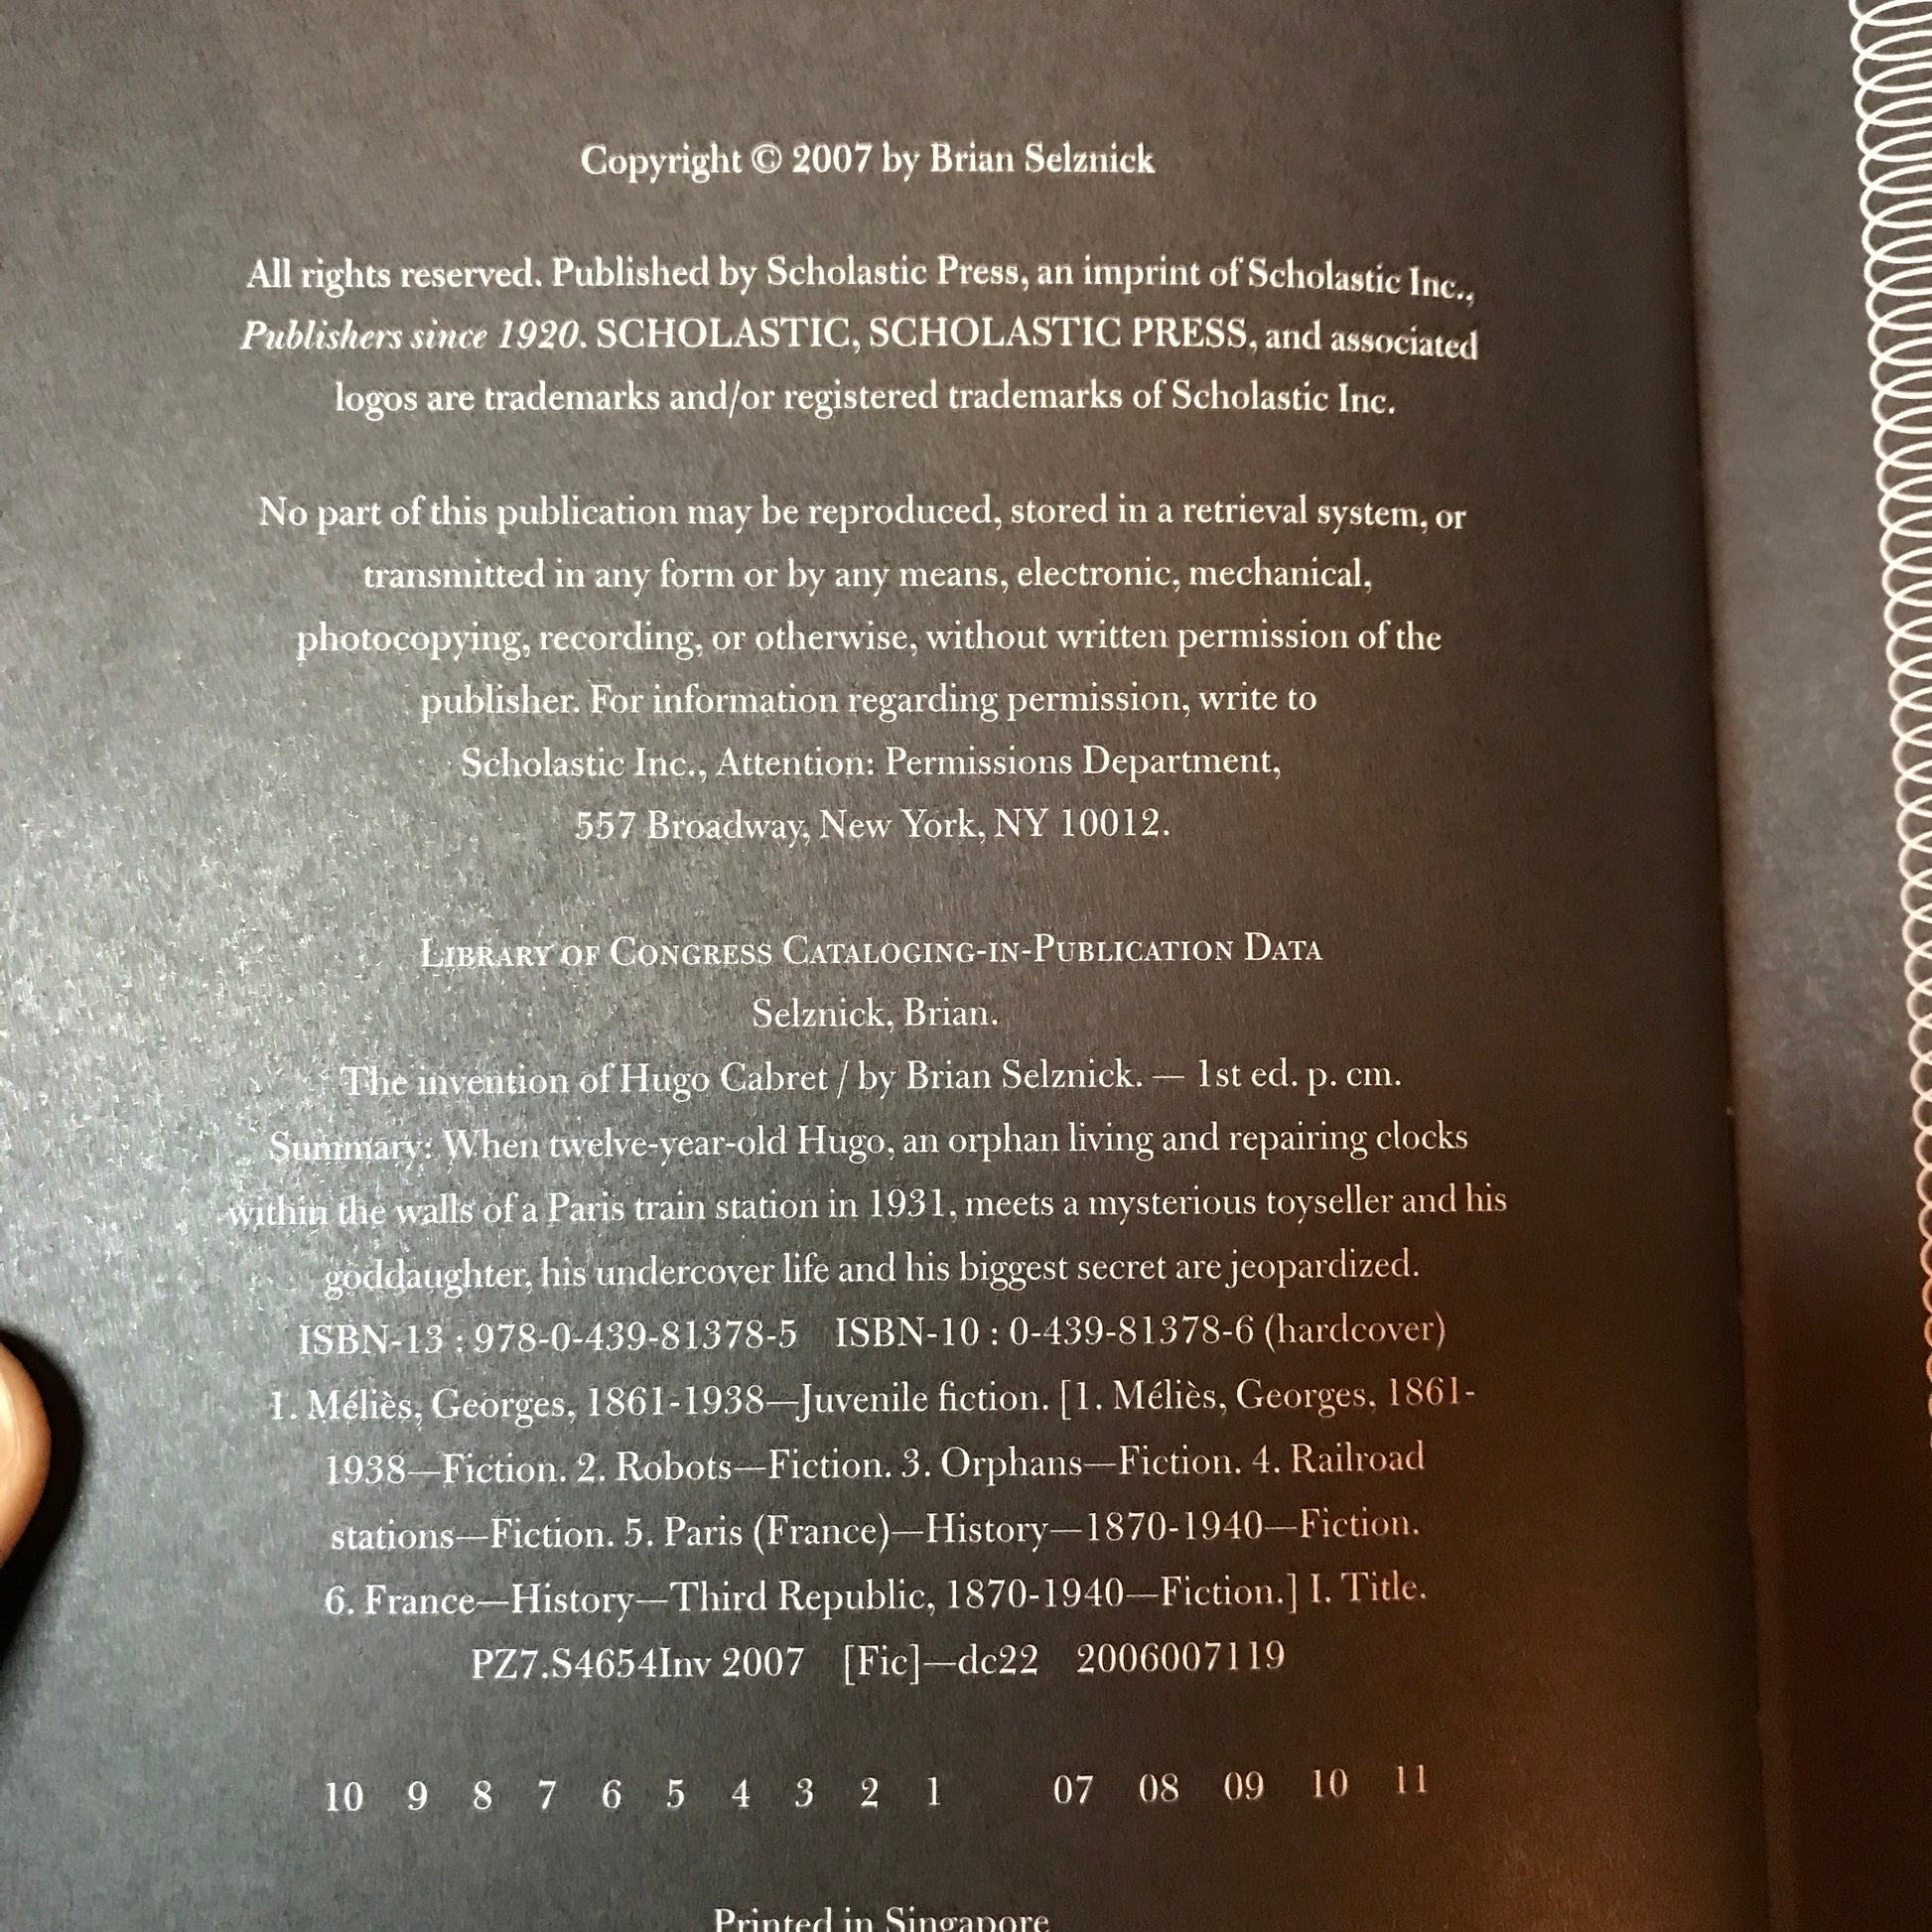 Copyright © 2007 by Brian Selznick
All rights reserved. Published by Scholastic Press, an imprint of Scholastic Inc.,
Publishers since 1920. SCHOLASTIC, SCHOLASTIC PRESS, and associated
logos are trademarks and/or registered trademarks of Scholastic Inc.
No part of this publication may be reproduced, stored in a retrieval system, or
transmitted in any form or by any means, electronic, mechanical,
photocopying, recording, or otherwise, without written permission of the
publisher. For information regarding permission, write to
Scholastic Inc., Attention: Permissions Department,
557 Broadway, New York, NY 10012.
LIBRARY OF CONGRESS CATALOGING-IN-PUBLICATION DATA
Selznick, Brian.
The invention of Hugo Cabret / by Brian Selznick. — 1st ed. p. cm.
Summary: When twelve-year-old Hugo, an orphan living and repairing clocks
within the walls of a Paris train station in 1931, meets a mysterious toyseller and his
goddaughter, his undercover life and his biggest secret are jeopardized.
ISBN-13 : 978-0-439-81378-5 ISBN-10 : 0-439-81378-6 (hardcover)
1. Méliès, Georges, 1861-1938—Juvenile fiction. [1. Méliès, Georges, 1861-
1938—Fiction. 2. Robots—Fiction. 3. Orphans—Fiction. 4. Railroad
stations—Fiction. 5. Paris (France)—History—1870-1940—Fiction.
6. France—History—Third Republic, 1870-1940—Fiction.] I. Title.
PZ7.S4654Inv 2007 [Fic]—dc22 2006007119
10 9 8 7 6 5 4 3 2 1 07 08 09 10 11
Printed in Singapore